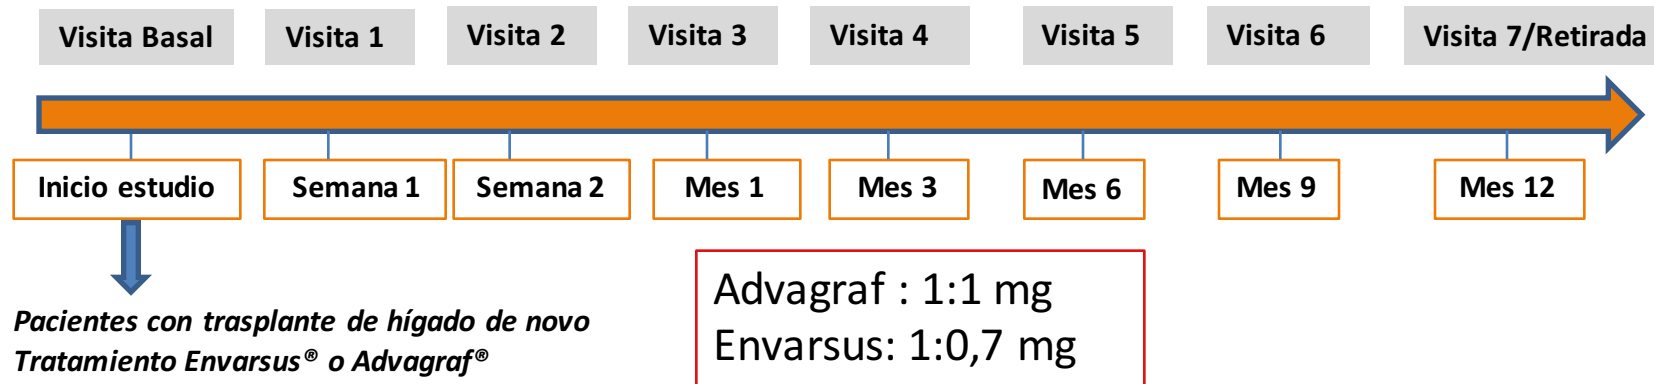 Visita Basal
Visita 1
Visita 2
Visita 3
Visita 4
Visita 5
Visita 6
Visita 7/Retirada
Inicio estudio
Semana 1
Semana 2
Mes 1
Mes 3
Mes 6
Mes 9
Mes 12
Pacientes con trasplante de hígado de novo
Tratamiento Envarsus® o Advagraf®
Advagraf : 1:1 mg
Envarsus: 1:0,7 mg